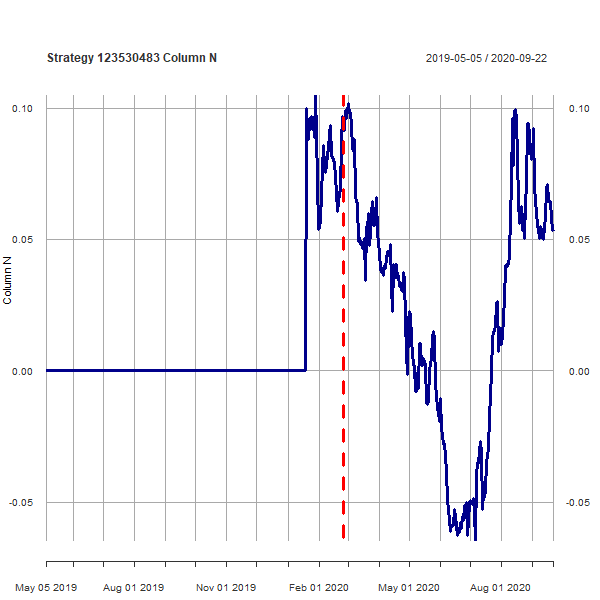 Strategy 123530483 Column N
2019-05-05 / 2020-09-22
0.10
0.10
0.05
0.05
Column N
0.00
0.00
-0.05
-0.05
May 05 2019
Aug 01 2019
Nov 01 2019
Feb 01 2020
May 01 2020
Aug 01 2020